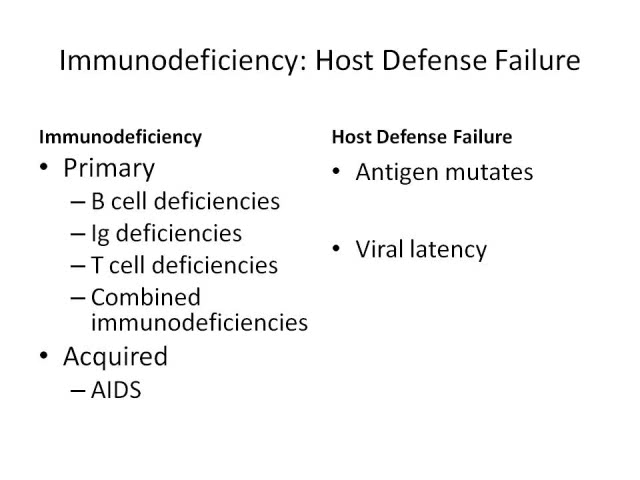 Immunodeficiency: Host Defense Failure
Immunodeficiency
• Primary
– B cell deficiencies
– Ig deficiencies
– T cell deficiencies
– Combined
immunodeficiencies
• Acquired
– AIDS
Host Defense Failure
• Antigen mutates
• Viral latency